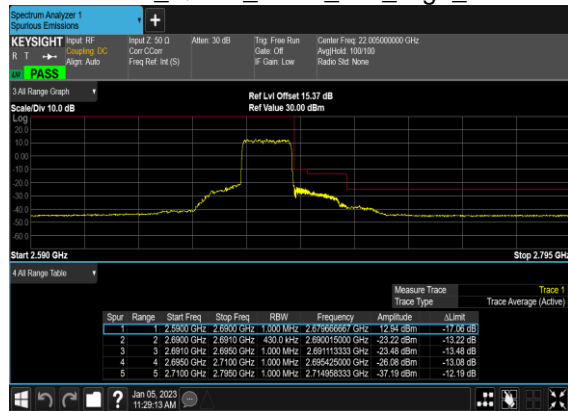 Spectrum Analyzer 1
Spurious Emissions
KEYSIGHT Input: RF Input Z: 50 Ω Atten: 30 dB Trig: Free Run Center Freq: 22.005000000 GHz
R T Coupling: DC Corr CCorr Gate: Off Avg|Hold: 100/100
Align: Auto Freq Ref: Int (S) IF Gain: Low Radio Std: None
PASS
3 All Range Graph
Scale/Div 10.0 dB Ref Lvl Offset 15.37 dB
Ref Value 30.00 dBm
Log
20.0
10.0
0.00
-10.0
-20.0
-30.0
-40.0
-50.0
-60.0
Start 2.590 GHz Stop 2.795 GHz
4 All Range Table
Measure Trace Trace 1
Trace Type Trace Average (Active)
Spur Range Start Freq Stop Freq RBW Frequency Amplitude ΔLimit
1 1 2.5900 GHz 2.6900 GHz 1.000 MHz 2.679666667 GHz 12.94 dBm -17.06 dB
2 2 2.6900 GHz 2.6910 GHz 430.0 kHz 2.690015000 GHz -23.22 dBm -13.22 dB
3 3 2.6910 GHz 2.6950 GHz 1.000 MHz 2.691113333 GHz -23.48 dBm -13.48 dB
4 4 2.6950 GHz 2.7100 GHz 1.000 MHz 2.695425000 GHz -26.08 dBm -13.08 dB
5 5 2.7100 GHz 2.7950 GHz 1.000 MHz 2.714958333 GHz -37.19 dBm -12.19 dB
? Jan 05, 2023
11:29:13 AM